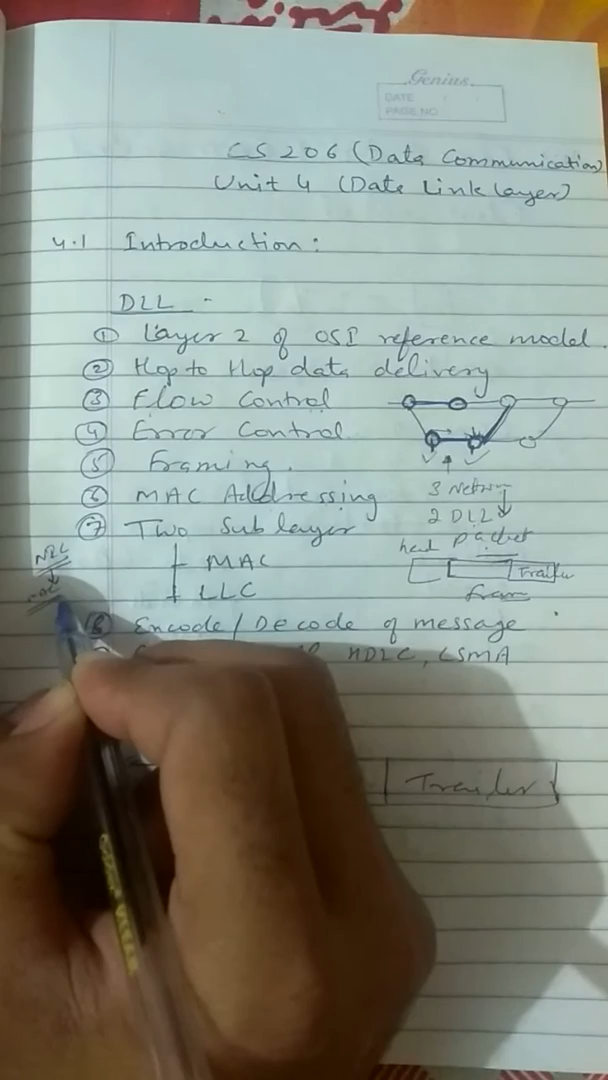 Genius
DATE
PAGE NO
CS 206 (Data Communication)
Unit 4 (Data Link Layer)
4.1 Introduction:
DLL -
① Layer 2 of OSI reference model.
② Hop to Hop data delivery
③ Flow Control
④ Error Control
⑤ Framing.
⑥ MAC Addressing
3 Netw
2 DLL
⑦ Two Sub layer
packet
head
MAC
Trailer
LLC
Fram
⑧ Encode/Decode of message
HDLC, CSMA
Trailer